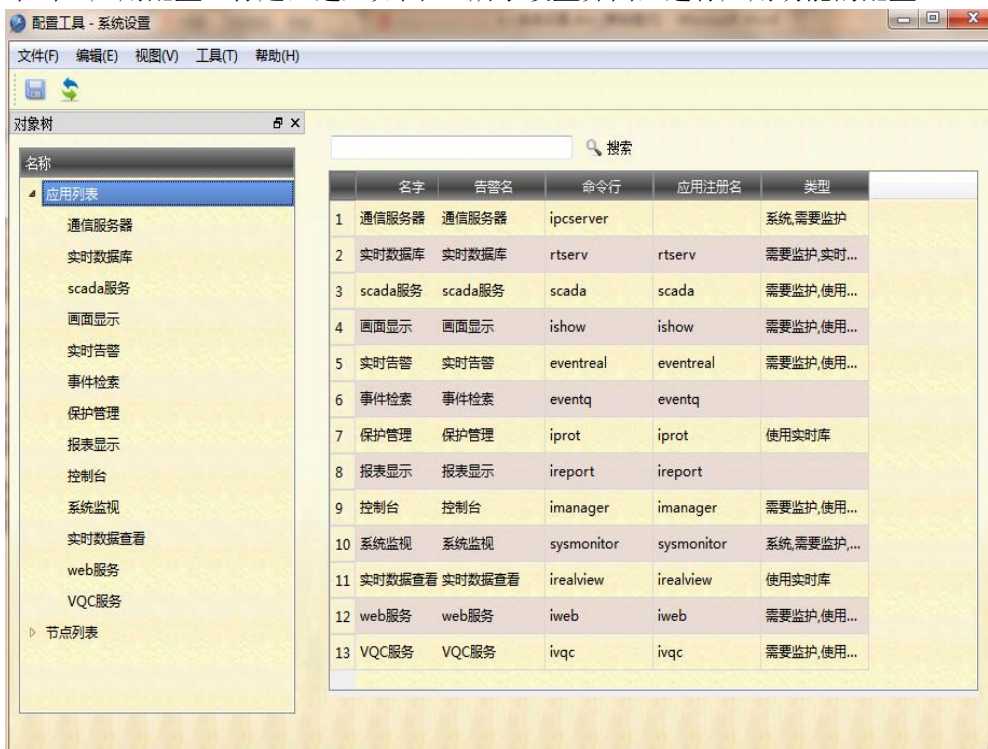 配置工具 - 系统设置
文件(F) 编辑(E) 视图(V) 工具(T) 帮助(H)
对象树
搜索
名称
名字 告警名 命令行 应用注册名 类型
应用列表
通信服务器
实时数据库
scada服务
画面显示
实时告警
事件检索
保护管理
报表显示
控制台
系统监视
实时数据查看
web服务
VQC服务
节点列表
1 通信服务器 通信服务器 ipcserver 系统,需要监护
2 实时数据库 实时数据库 rtserv rtserv 需要监护,实时...
3 scada服务 scada服务 scada scada 需要监护,使用...
4 画面显示 画面显示 ishow ishow 需要监护,使用...
5 实时告警 实时告警 eventreal eventreal 需要监护,使用...
6 事件检索 事件检索 eventq eventq
7 保护管理 保护管理 iprot iprot 使用实时库
8 报表显示 报表显示 ireport ireport
9 控制台 控制台 imanager imanager 需要监护,使用...
10 系统监视 系统监视 sysmonitor sysmonitor 系统,需要监护,...
11 实时数据查看 实时数据查看 irealview irealview 使用实时库
12 web服务 web服务 iweb iweb 需要监护,使用...
13 VQC服务 VQC服务 ivqc ivqc 需要监护,使用...